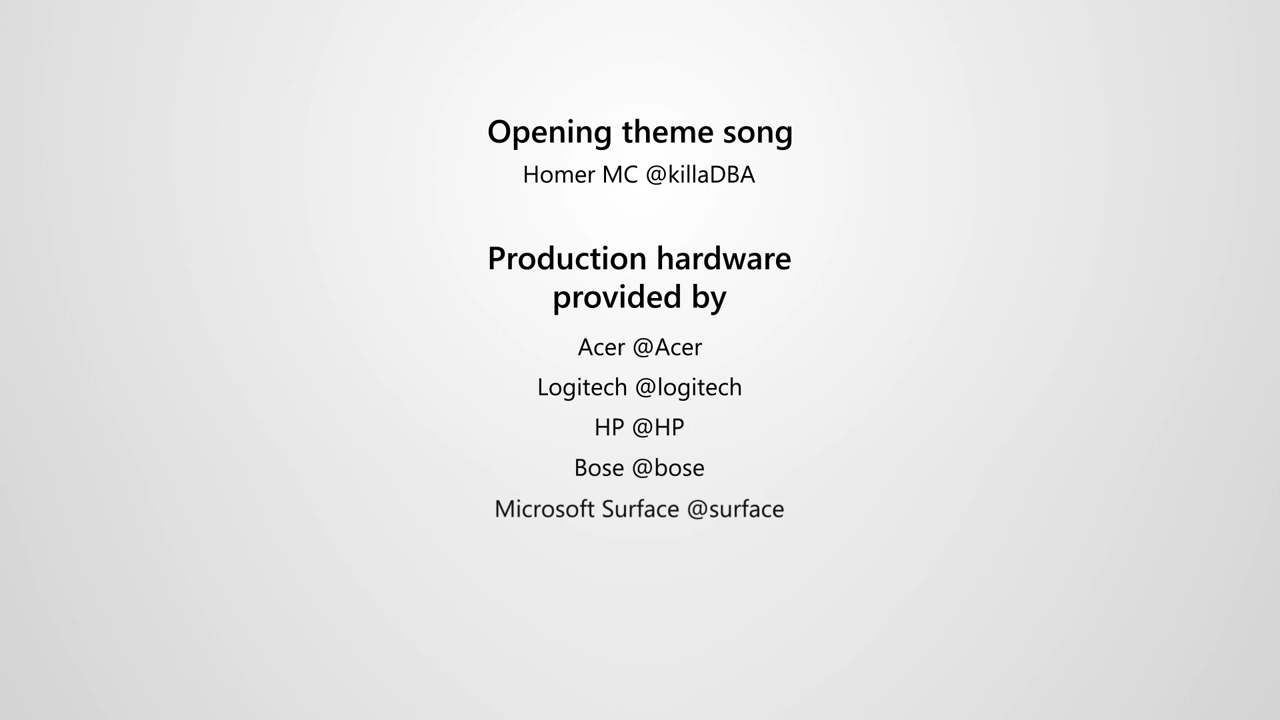 Opening theme song
Homer MC @killaDBA
Production hardware
provided by
Acer @Acer
Logitech @logitech
HP @HP
Bose @bose
Microsoft Surface @surface